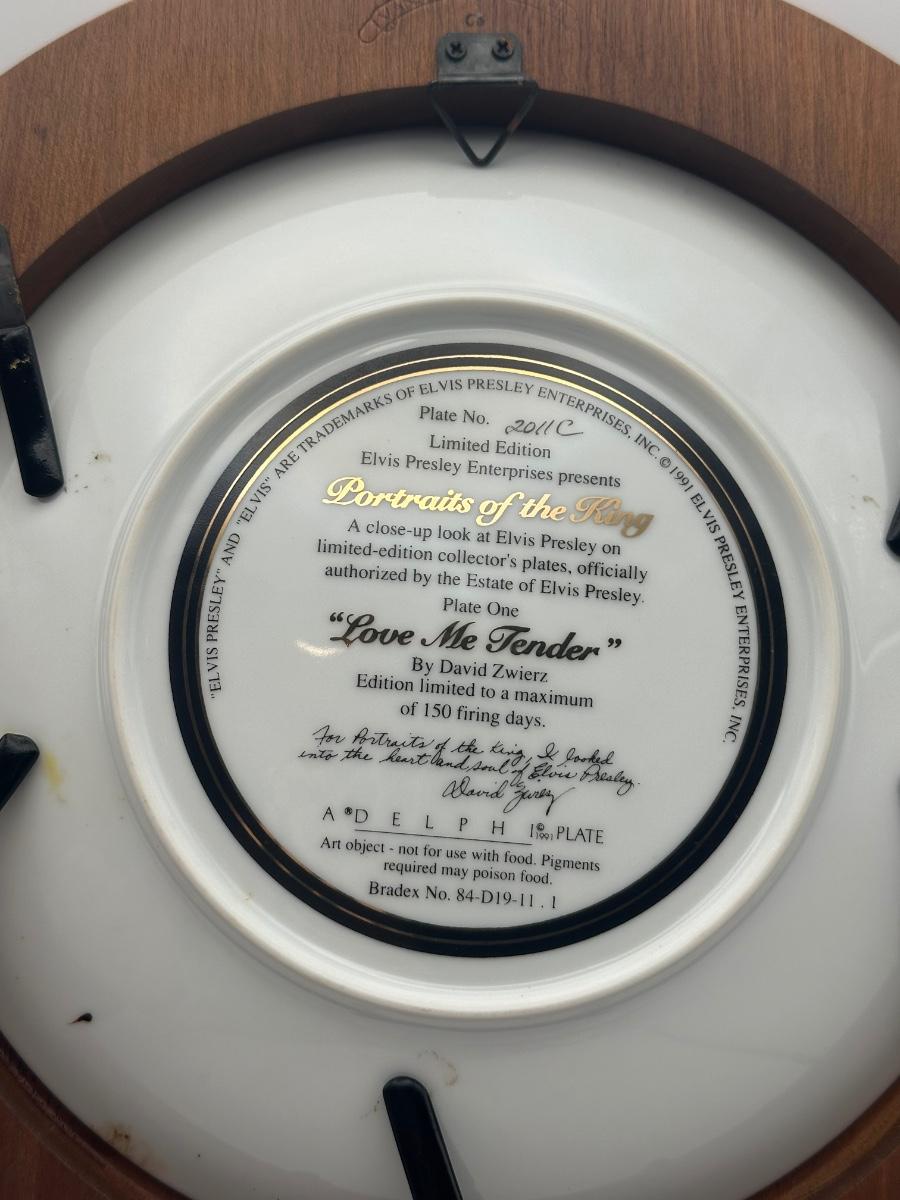 "ELVIS PRESLEY" AND "ELVIS" ARE TRADEMARKS OF ELVIS PRESLEY ENTERPRISES, INC. © 1991 ELVIS PRESLEY ENTERPRISES, INC.
Plate No. 2011C
Limited Edition
Elvis Presley Enterprises presents
Portraits of the King
A close-up look at Elvis Presley on
limited-edition collector's plates, officially
authorized by the Estate of Elvis Presley.
Plate One
"Love Me Tender"
By David Zwierz
Edition limited to a maximum
of 150 firing days.
For Portraits of the King, I looked
into the heart and soul of Elvis Presley.
David Zwierz
A ®DELPHI © 1991 PLATE
Art object - not for use with food. Pigments
required may poison food.
Bradex No. 84-D19-11 . 1